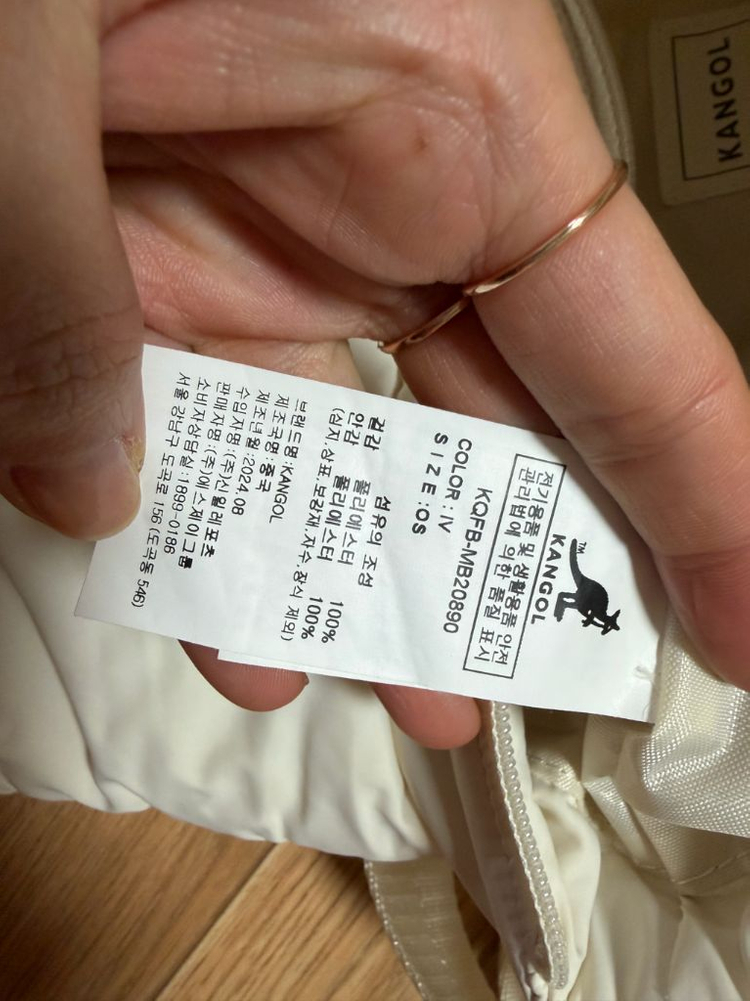 KANGOL
TM
KANGOL
전기용품 및 생활용품 안전
관리법에 의한 품질 표시
KQFB-MB20890
COLOR : IV
SIZE : OS
섬유의 조성
겉감 폴리에스터 100%
안감 폴리에스터 100%
(심지.상표.보강재.자수.장식 제외)
브랜드명 :KANGOL
제조국명 :중국
제조년월 :2024.08
수입자명 :(주)신월레포츠
판매자명 :(주)에스제이그룹
소비자상담실 :1899-0186
서울 강남구 도곡로 156 (도곡동 546)